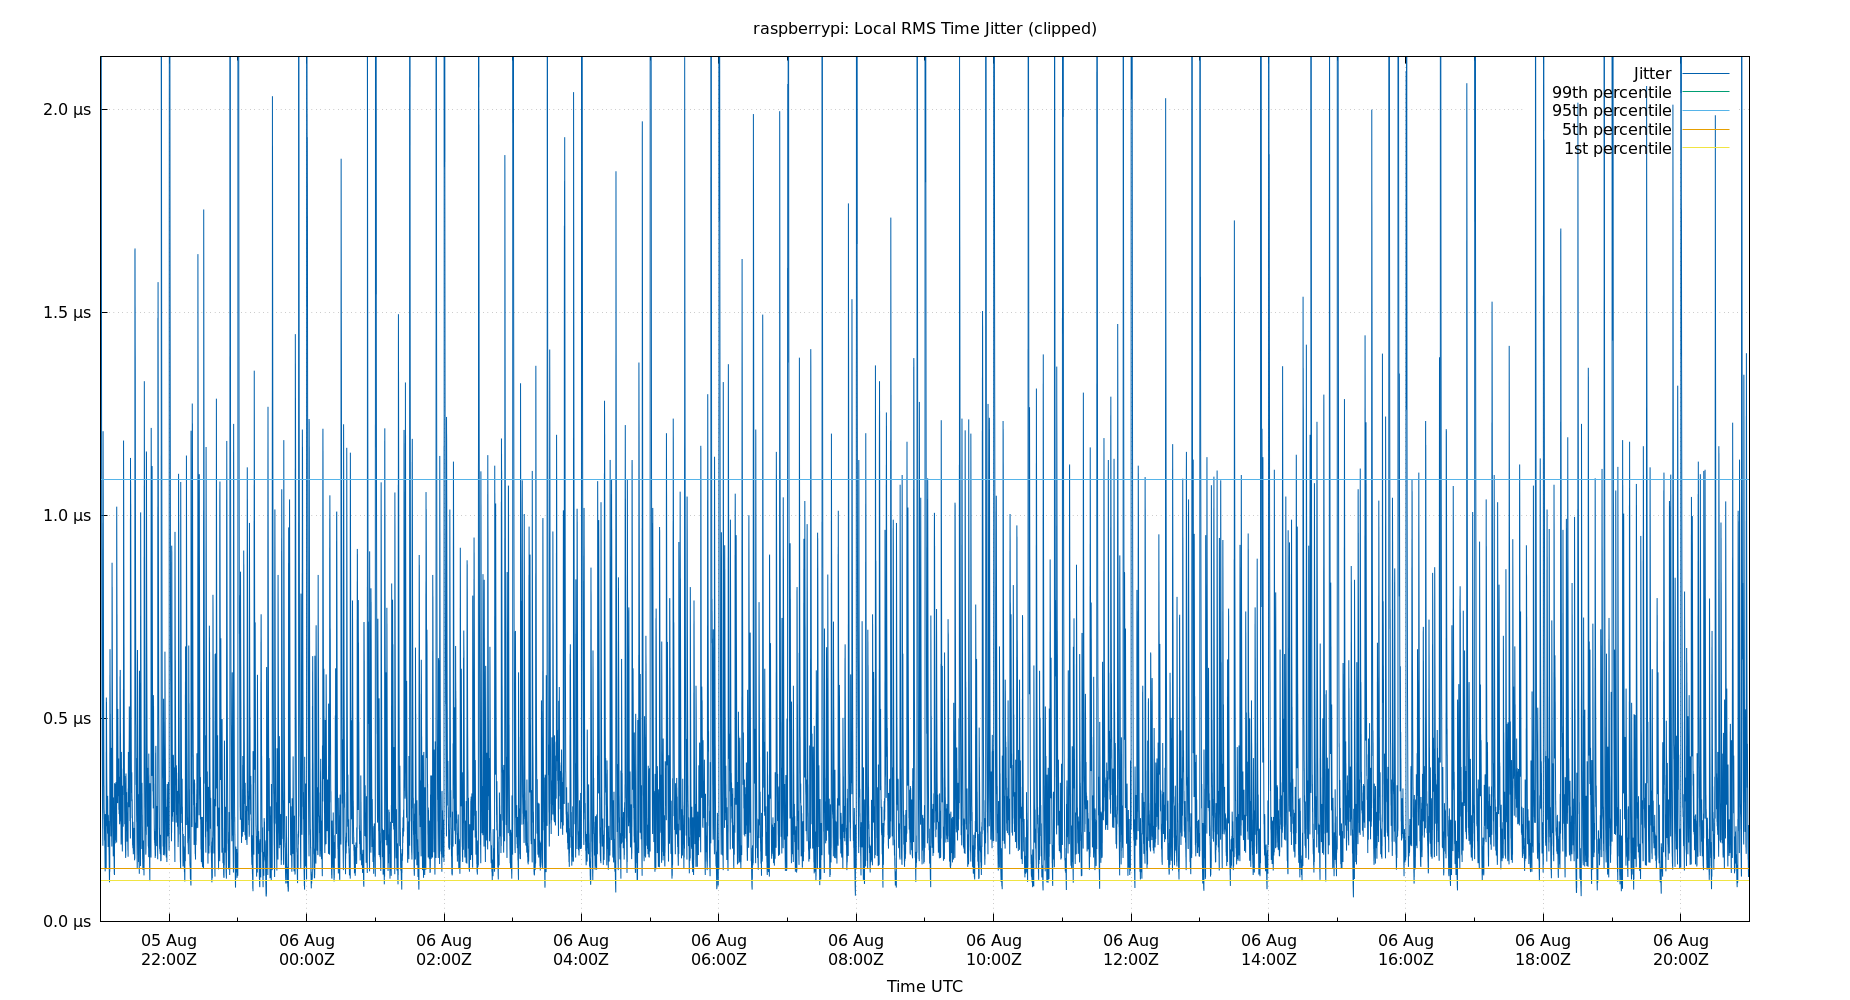 raspberrypi: Local RMS Time Jitter (clipped)
Jitter
99th percentile
95th percentile
5th percentile
1st percentile
2.0 μs
1.5 μs
1.0 μs
0.5 μs
0.0 μs
05 Aug 06 Aug 06 Aug 06 Aug 06 Aug 06 Aug 06 Aug 06 Aug 06 Aug 06 Aug 06 Aug 06 Aug
22:00Z 00:00Z 02:00Z 04:00Z 06:00Z 08:00Z 10:00Z 12:00Z 14:00Z 16:00Z 18:00Z 20:00Z
Time UTC